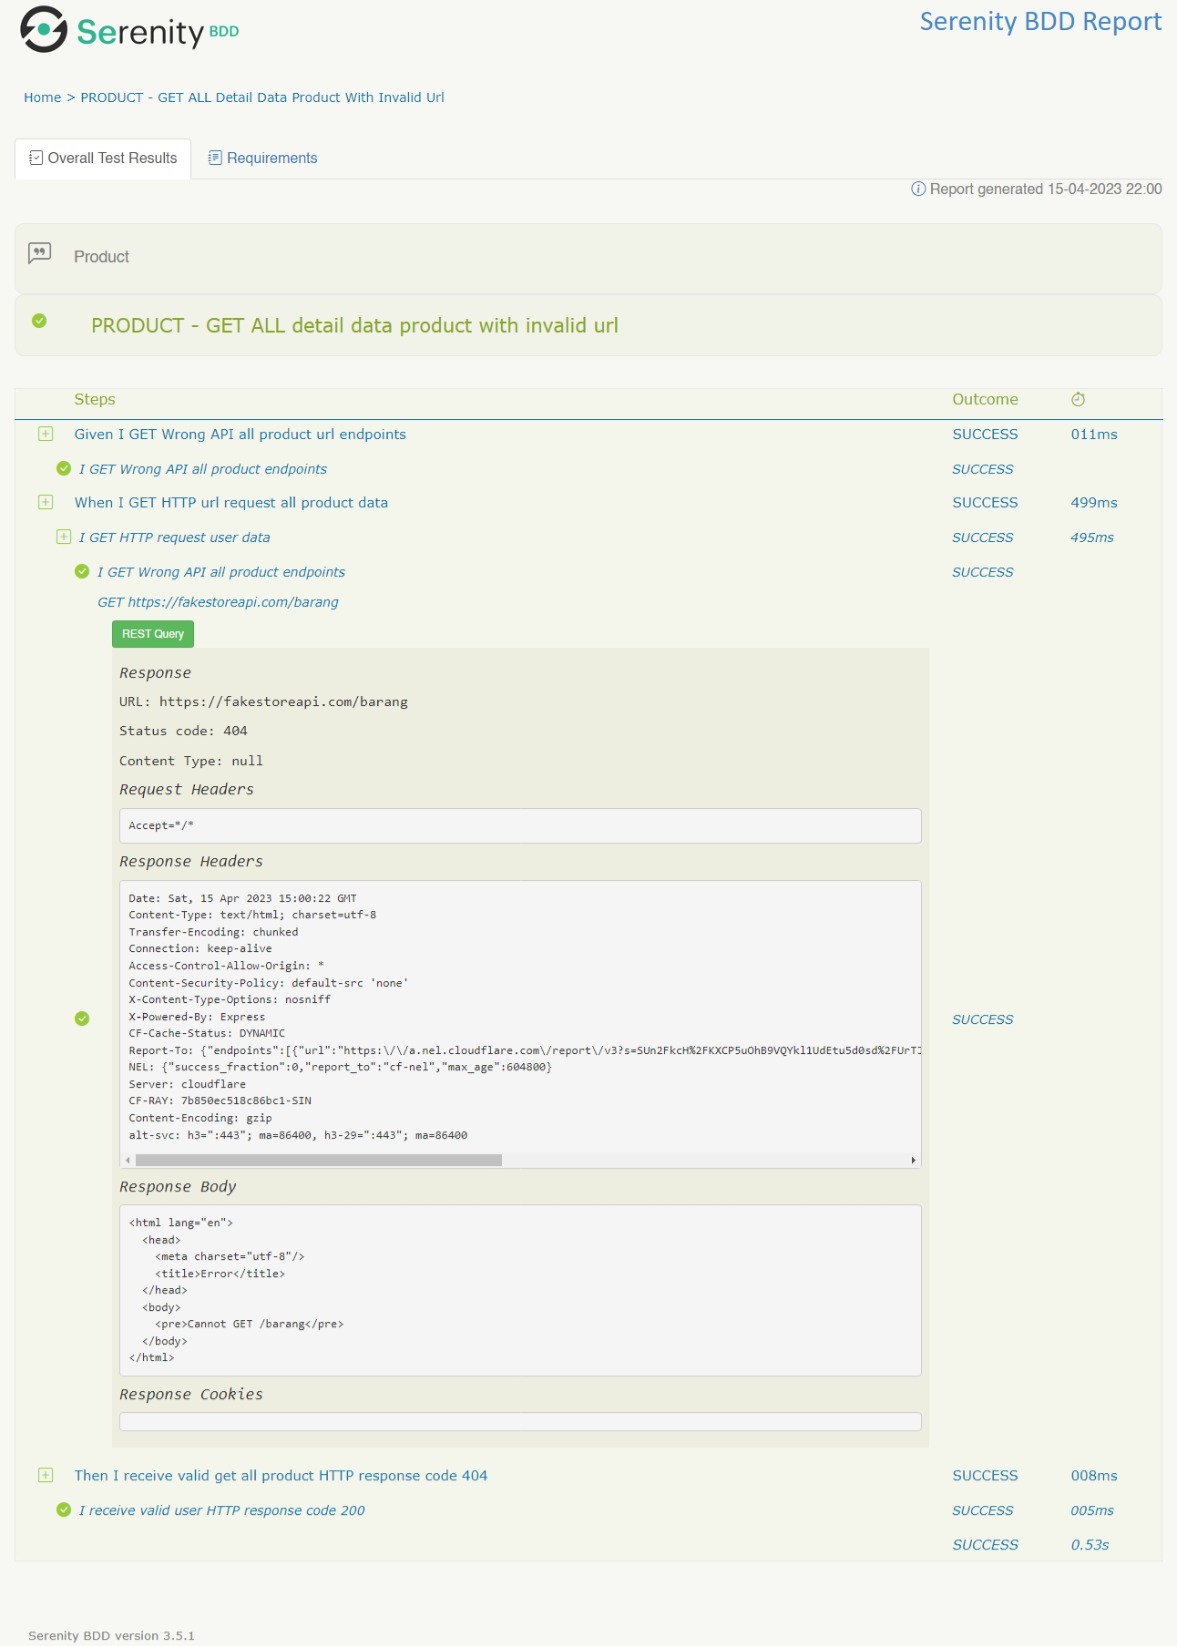 Serenity BDD
Serenity BDD Report
Home > PRODUCT - GET ALL Detail Data Product With Invalid Url
Overall Test Results
Requirements
Report generated 15-04-2023 22:00
Product
PRODUCT - GET ALL detail data product with invalid url
Steps Outcome
Given I GET Wrong API all product url endpoints SUCCESS 011ms
I GET Wrong API all product endpoints SUCCESS
When I GET HTTP url request all product data SUCCESS 499ms
I GET HTTP request user data SUCCESS 495ms
I GET Wrong API all product endpoints SUCCESS
GET https://fakestoreapi.com/barang
REST Query
Response
URL: https://fakestoreapi.com/barang
Status code: 404
Content Type: null
Request Headers
Accept=*/*
Response Headers
Date: Sat, 15 Apr 2023 15:00:22 GMT
Content-Type: text/html; charset=utf-8
Transfer-Encoding: chunked
Connection: keep-alive
Access-Control-Allow-Origin: *
Content-Security-Policy: default-src 'none'
X-Content-Type-Options: nosniff
X-Powered-By: Express
SUCCESS
CF-Cache-Status: DYNAMIC
Report-To: {"endpoints":[{"url":"https:\/\/a.nel.cloudflare.com\/report\/v3?s=SUn2FkcH%2FKXCP5uOhB9VQYkl1UdEtu5d0sd%2FUrT
NEL: {"success_fraction":0,"report_to":"cf-nel","max_age":604800}
Server: cloudflare
CF-RAY: 7b850ec518c86bc1-SIN
Content-Encoding: gzip
alt-svc: h3=":443"; ma=86400, h3-29=":443"; ma=86400
Response Body
<html lang="en">
<head>
<meta charset="utf-8"/>
<title>Error</title>
</head>
<body>
<pre>Cannot GET /barang</pre>
</body>
</html>
Response Cookies
Then I receive valid get all product HTTP response code 404 SUCCESS 008ms
I receive valid user HTTP response code 200 SUCCESS 005ms
SUCCESS 0.53s
Serenity BDD version 3.5.1